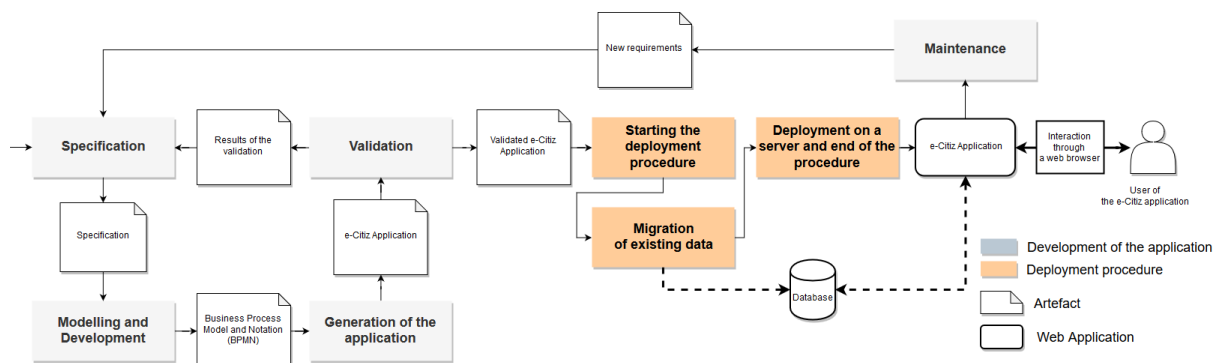 New requirements
Maintenance
Specification
Results of the
validation
Validation
Validated e-Citiz
Application
Starting the
deployment
procedure
Deployment on a
server and end of the
procedure
e-Citiz Application
Interaction
through
a web browser
User of
the e-Citiz application
Specification
e-Citiz Application
Migration
of existing data
Database
Modelling and
Development
Business Process
Model and Notation
(BPMN)
Generation of the
application
Development of the application
Deployment procedure
Artefact
Web Application